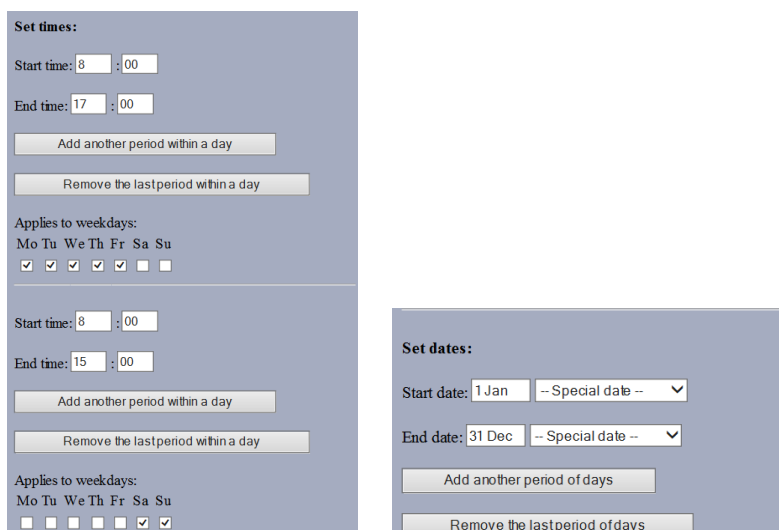 Set times:
Start time: 8 : 00
End time: 17 : 00
Add another period within a day
Remove the last period within a day
Applies to weekdays:
Mo Tu We Th Fr Sa Su
Start time: 8 : 00
End time: 15 : 00
Add another period within a day
Remove the last period within a day
Applies to weekdays:
Mo Tu We Th Fr Sa Su
Set dates:
Start date: 1 Jan -- Special date --
End date: 31 Dec -- Special date --
Add another period of days
Remove the last period of days